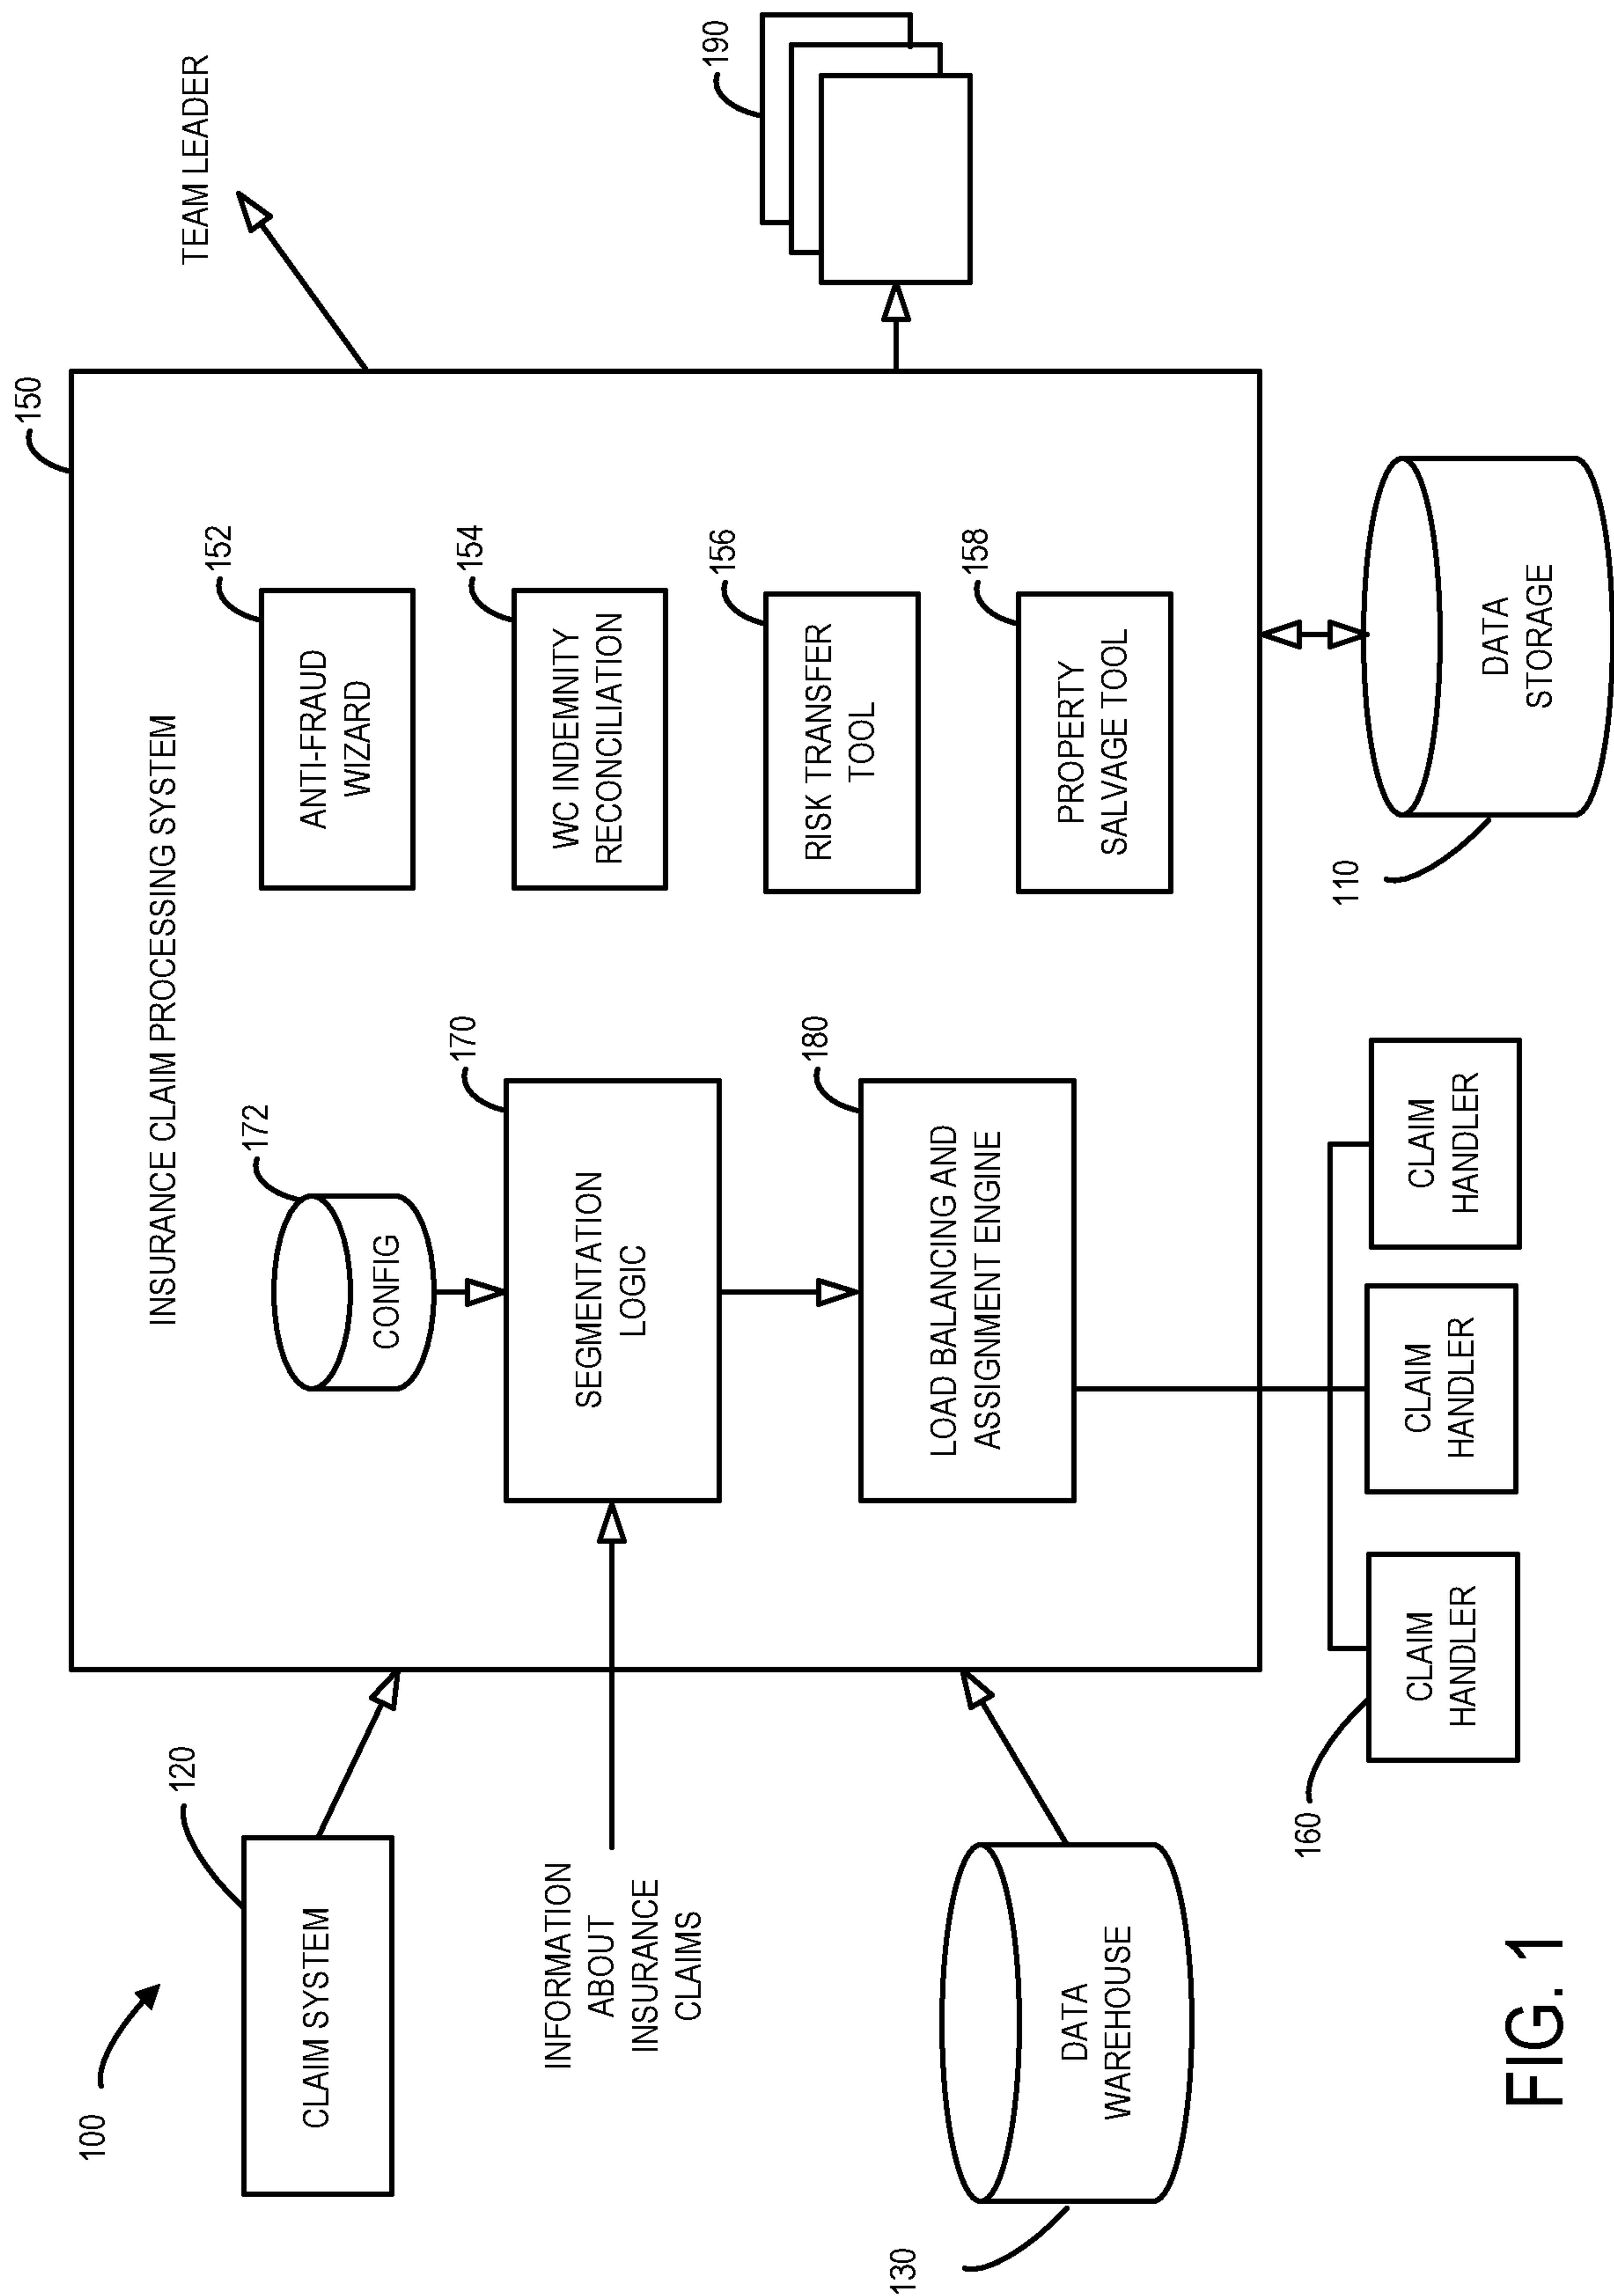 100
CLAIM SYSTEM
120
INFORMATION
ABOUT
INSURANCE
CLAIMS
DATA
WAREHOUSE
130
INSURANCE CLAIM PROCESSING SYSTEM
150
CONFIG
172
SEGMENTATION
LOGIC
170
LOAD BALANCING AND
ASSIGNMENT ENGINE
180
ANTI-FRAUD
WIZARD
152
WC INDEMNITY
RECONCILIATION
154
RISK TRANSFER
TOOL
156
PROPERTY
SALVAGE TOOL
158
TEAM LEADER
190
160
CLAIM
HANDLER
CLAIM
HANDLER
CLAIM
HANDLER
110
DATA
STORAGE
FIG. 1